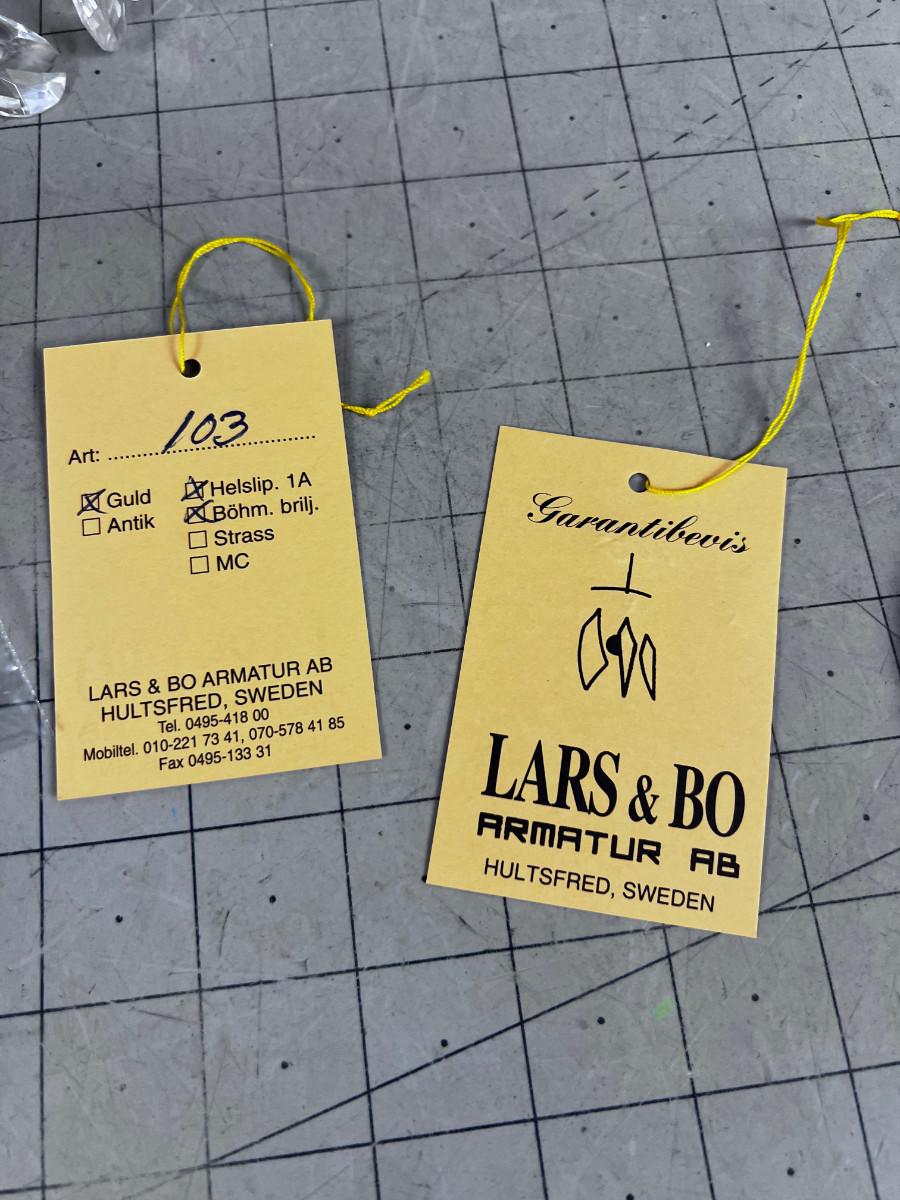 Art: 103
☒ Guld ☒ Helslip. 1A
☐ Antik ☒ Böhm. brilj.
☐ Strass
☐ MC
LARS & BO ARMATUR AB
HULTSFRED, SWEDEN
Tel. 0495-418 00
Mobiltel. 010-221 73 41, 070-578 41 85
Fax 0495-133 31
Garantibevis
LARS & BO
ARMATUR AB
HULTSFRED, SWEDEN